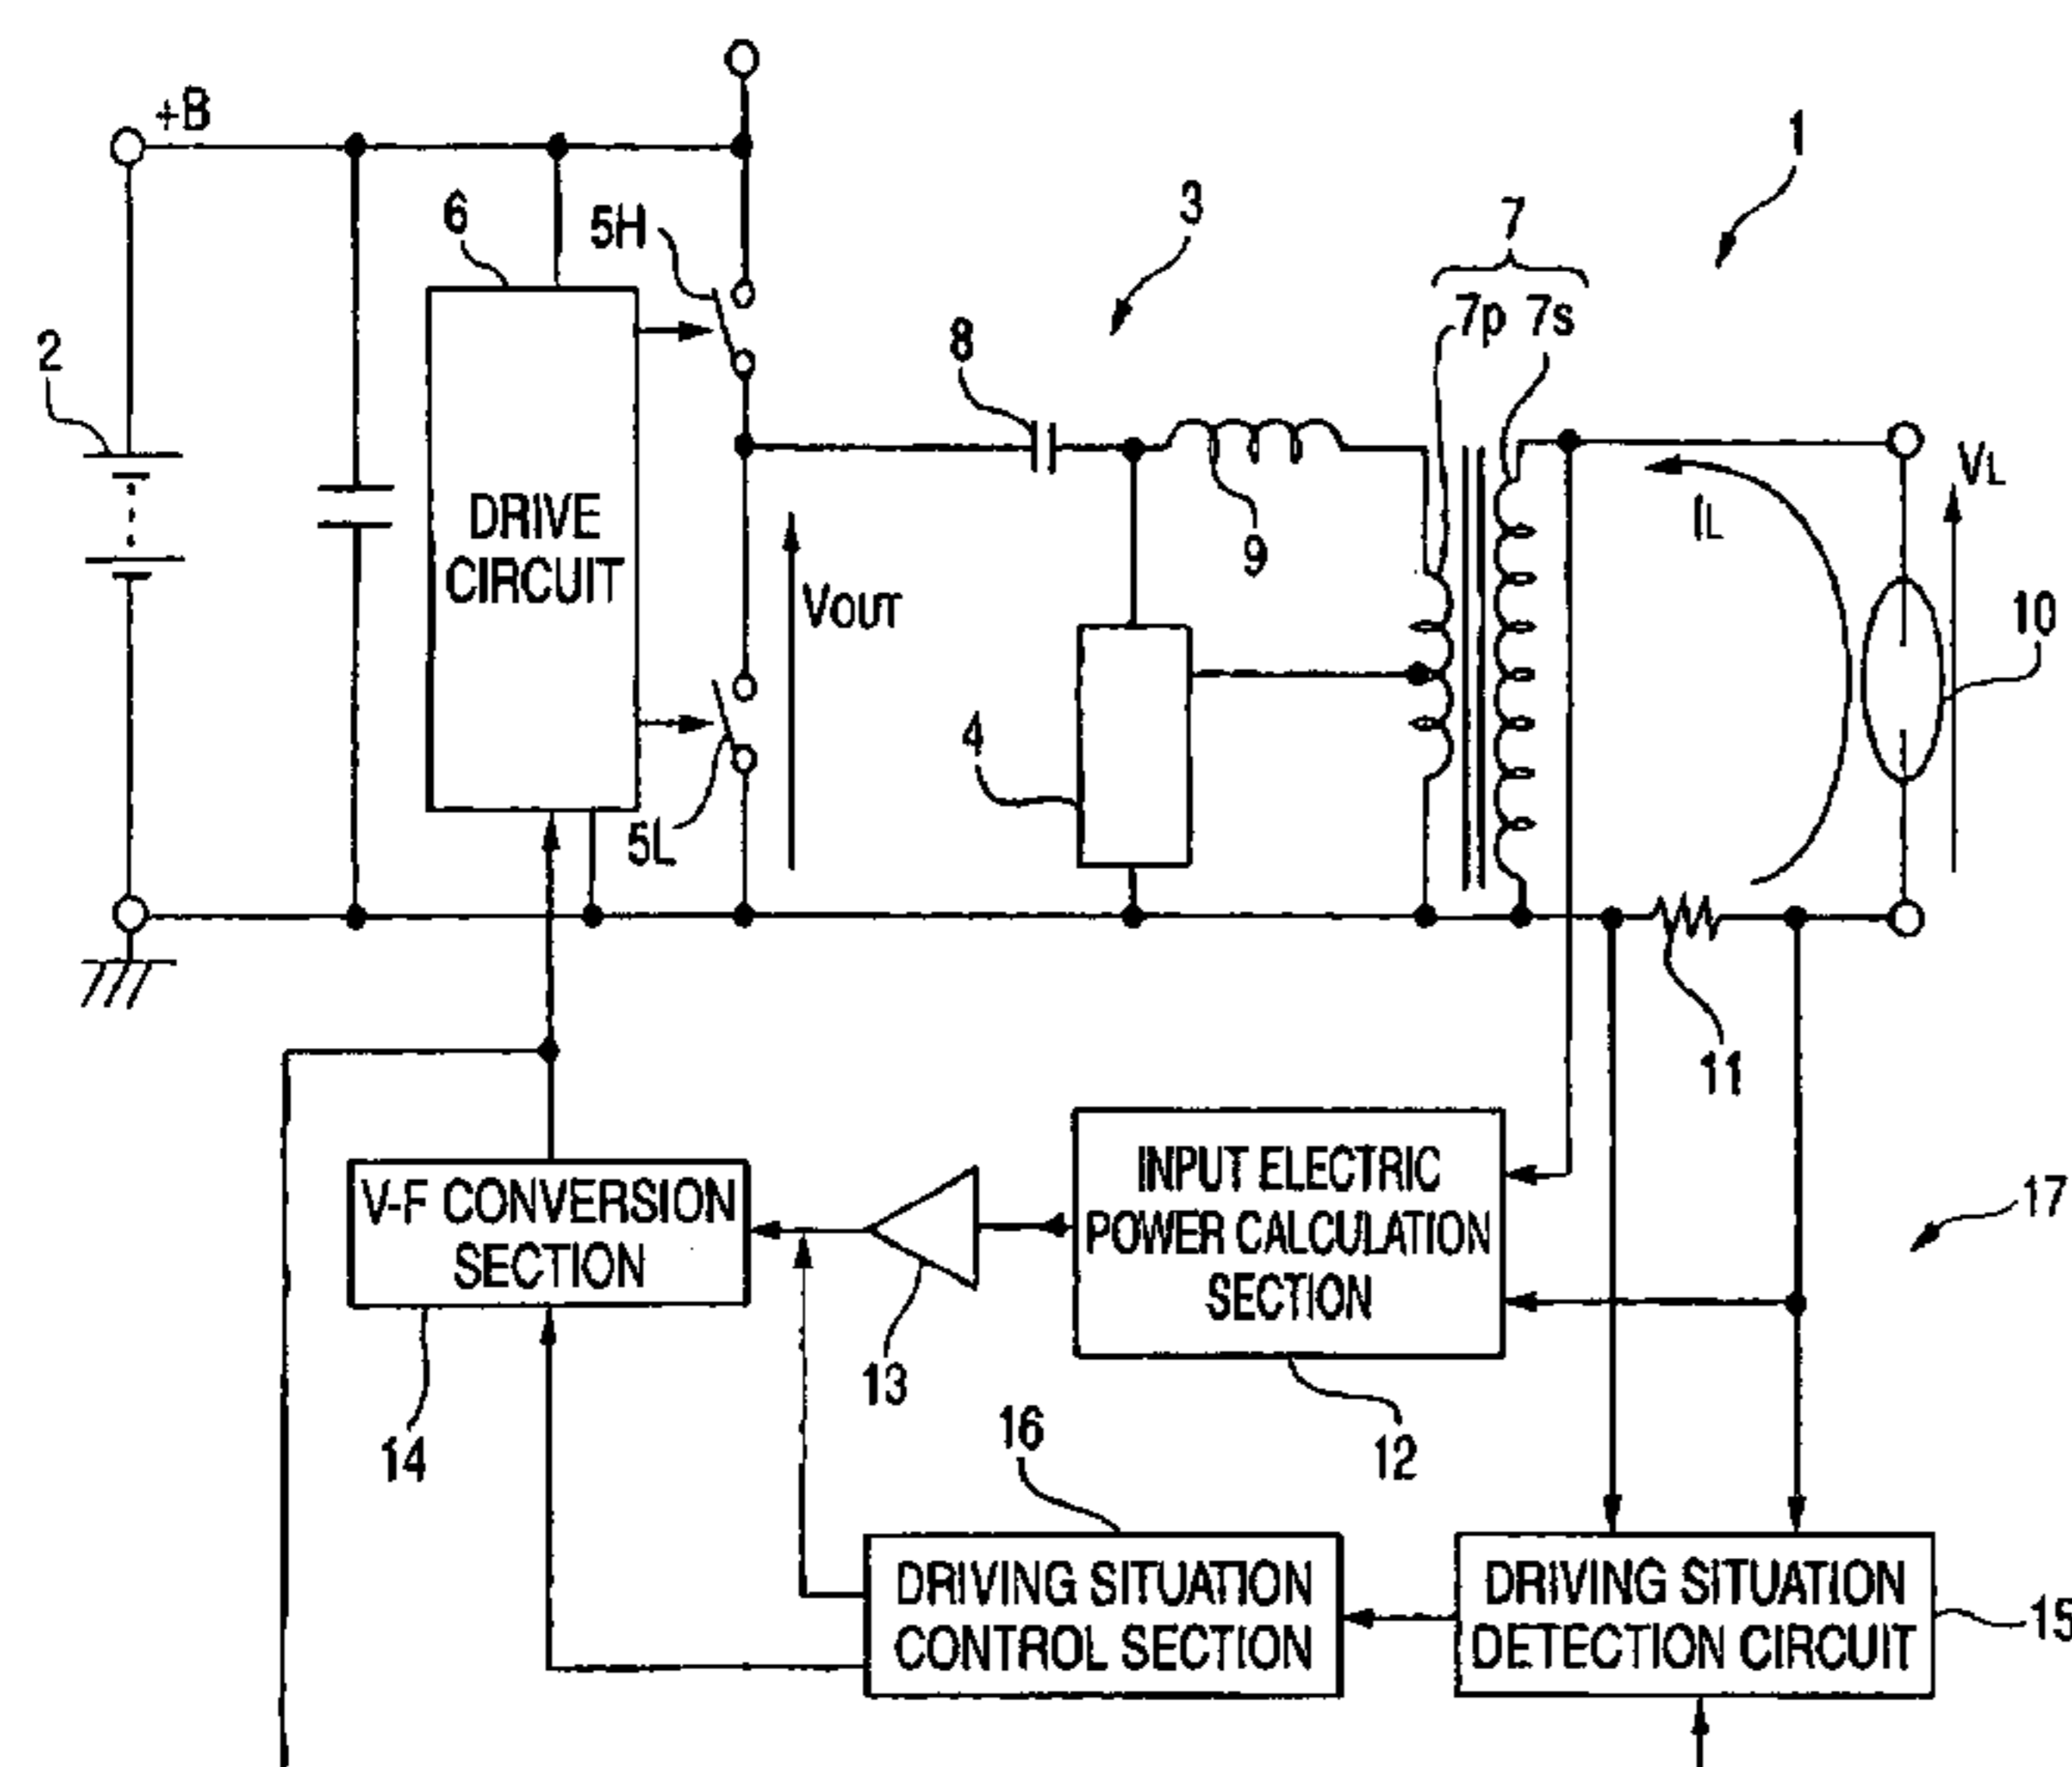 +B
1
3
7
6
5H
7p 7s
2
8
VL
IL
DRIVE
CIRCUIT
9
VOUT
10
4
5L
11
INPUT ELECTRIC
POWER CALCULATION
SECTION
V-F CONVERSION
SECTION
17
13
14
12
16
DRIVING SITUATION
CONTROL SECTION
DRIVING SITUATION
DETECTION CIRCUIT
15